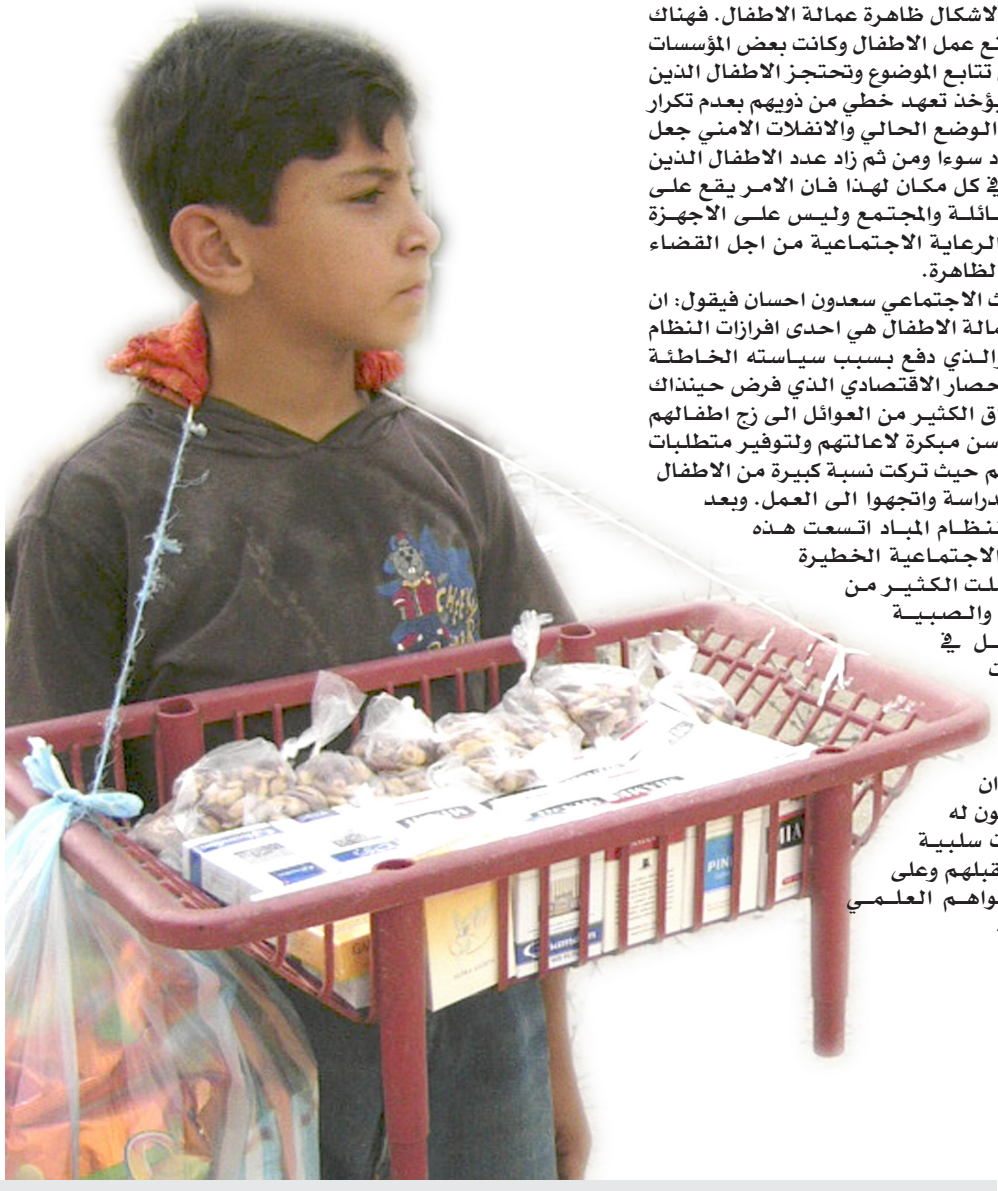 الاشكال ظاهرة عمالة الاطفال. فهناك
ع عمل الاطفال وكانت بعض المؤسسات
تتابع الموضوع وتحتجز الاطفال الذين
يؤخذ تعهد خطي من ذويهم بعدم تكرار
الوضع الحالي والانفلات الامني جعل
د سوءا ومن ثم زاد عدد الاطفال الذين
في كل مكان لهذا فان الامر يقع على
ائلة والمجتمع وليس على الاجهزة
الرعاية الاجتماعية من اجل القضاء
لظاهرة.
ث الاجتماعي سعدون احسان فيقول: ان
مالة الاطفال هي احدى افرازات النظام
والذي دفع بسبب سياسته الخاطئة
حصار الاقتصادي الذي فرض حينذاك
اق الكثير من العوائل الى زج اطفالهم
سن مبكرة لاعالتهم ولتوفير متطلبات
م حيث تركت نسبة كبيرة من الاطفال
دراسة واتجهوا الى العمل. وبعد
لنظام المباد اتسعت هذه
الاجتماعية الخطيرة
لت الكثير من
والصبية
ل في
ت
ان
ون له
ت سلبية
قبلهم وعلى
واهم العلمي
PIN